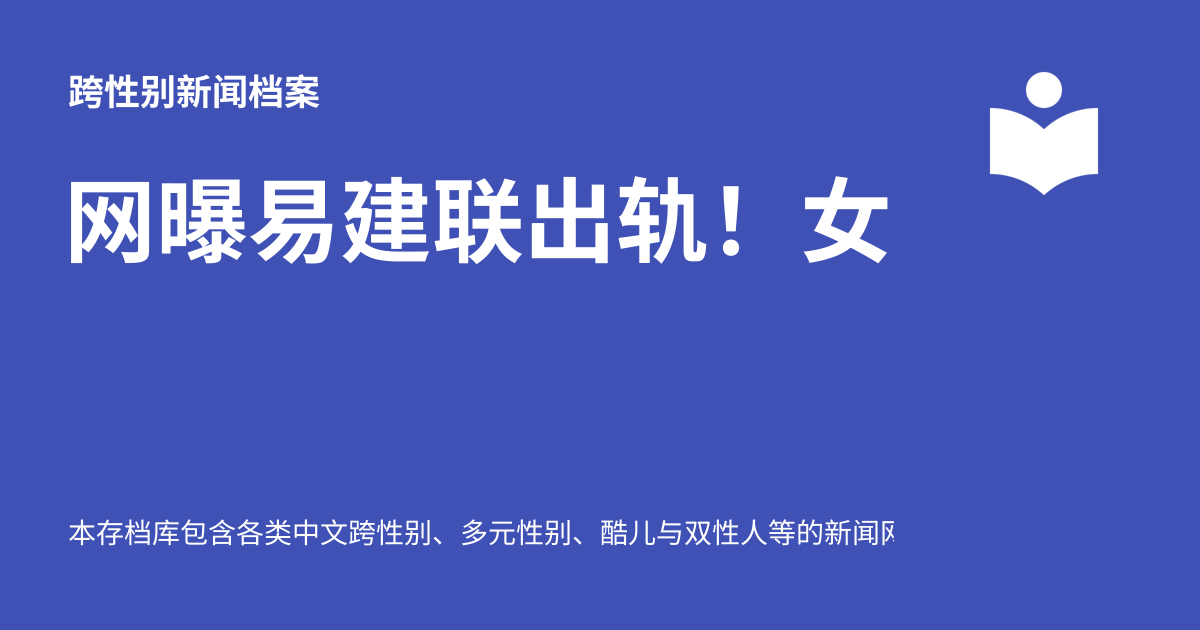 跨性别新闻档案
网曝易建联出轨！女
本存档库包含各类中文跨性别、多元性别、酷儿与双性人等的新闻网